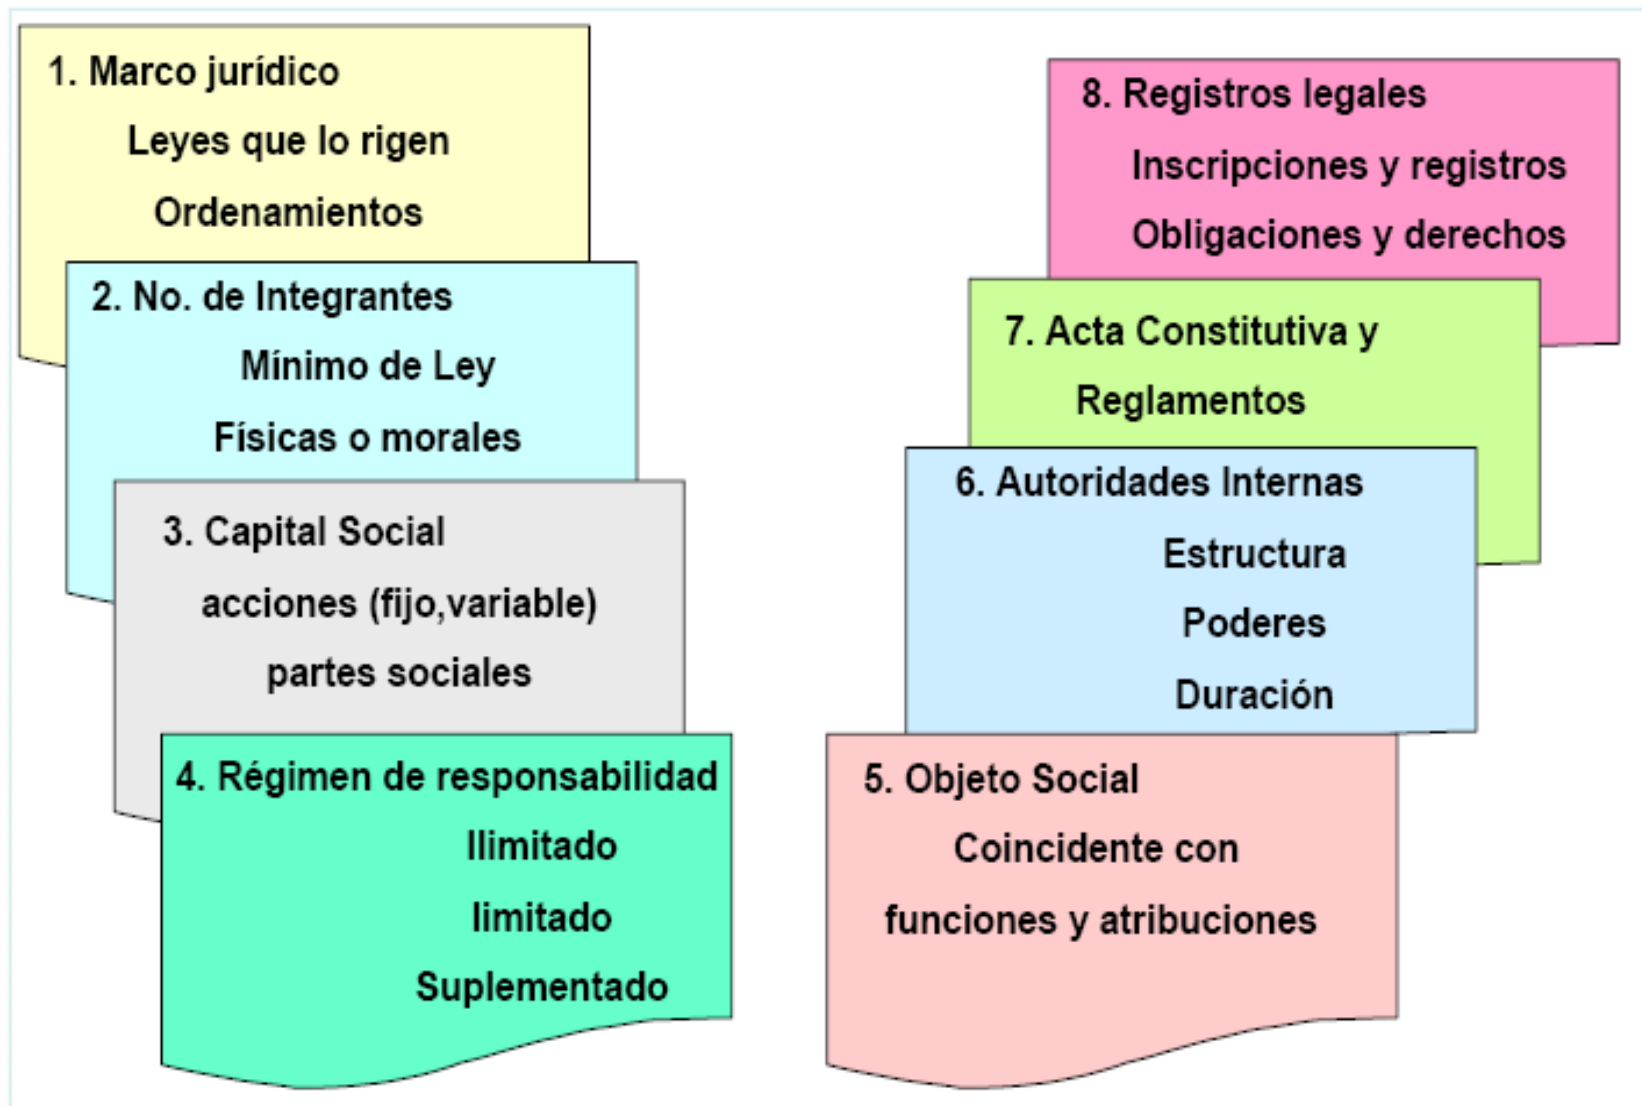 1. Marco jurídico
Leyes que lo rigen
Ordenamientos
2. No. de Integrantes
Mínimo de Ley
Físicas o morales
3. Capital Social
acciones (fijo,variable)
partes sociales
4. Régimen de responsabilidad
Ilimitado
limitado
Suplementado
5. Objeto Social
Coincidente con
funciones y atribuciones
6. Autoridades Internas
Estructura
Poderes
Duración
7. Acta Constitutiva y
Reglamentos
8. Registros legales
Inscripciones y registros
Obligaciones y derechos